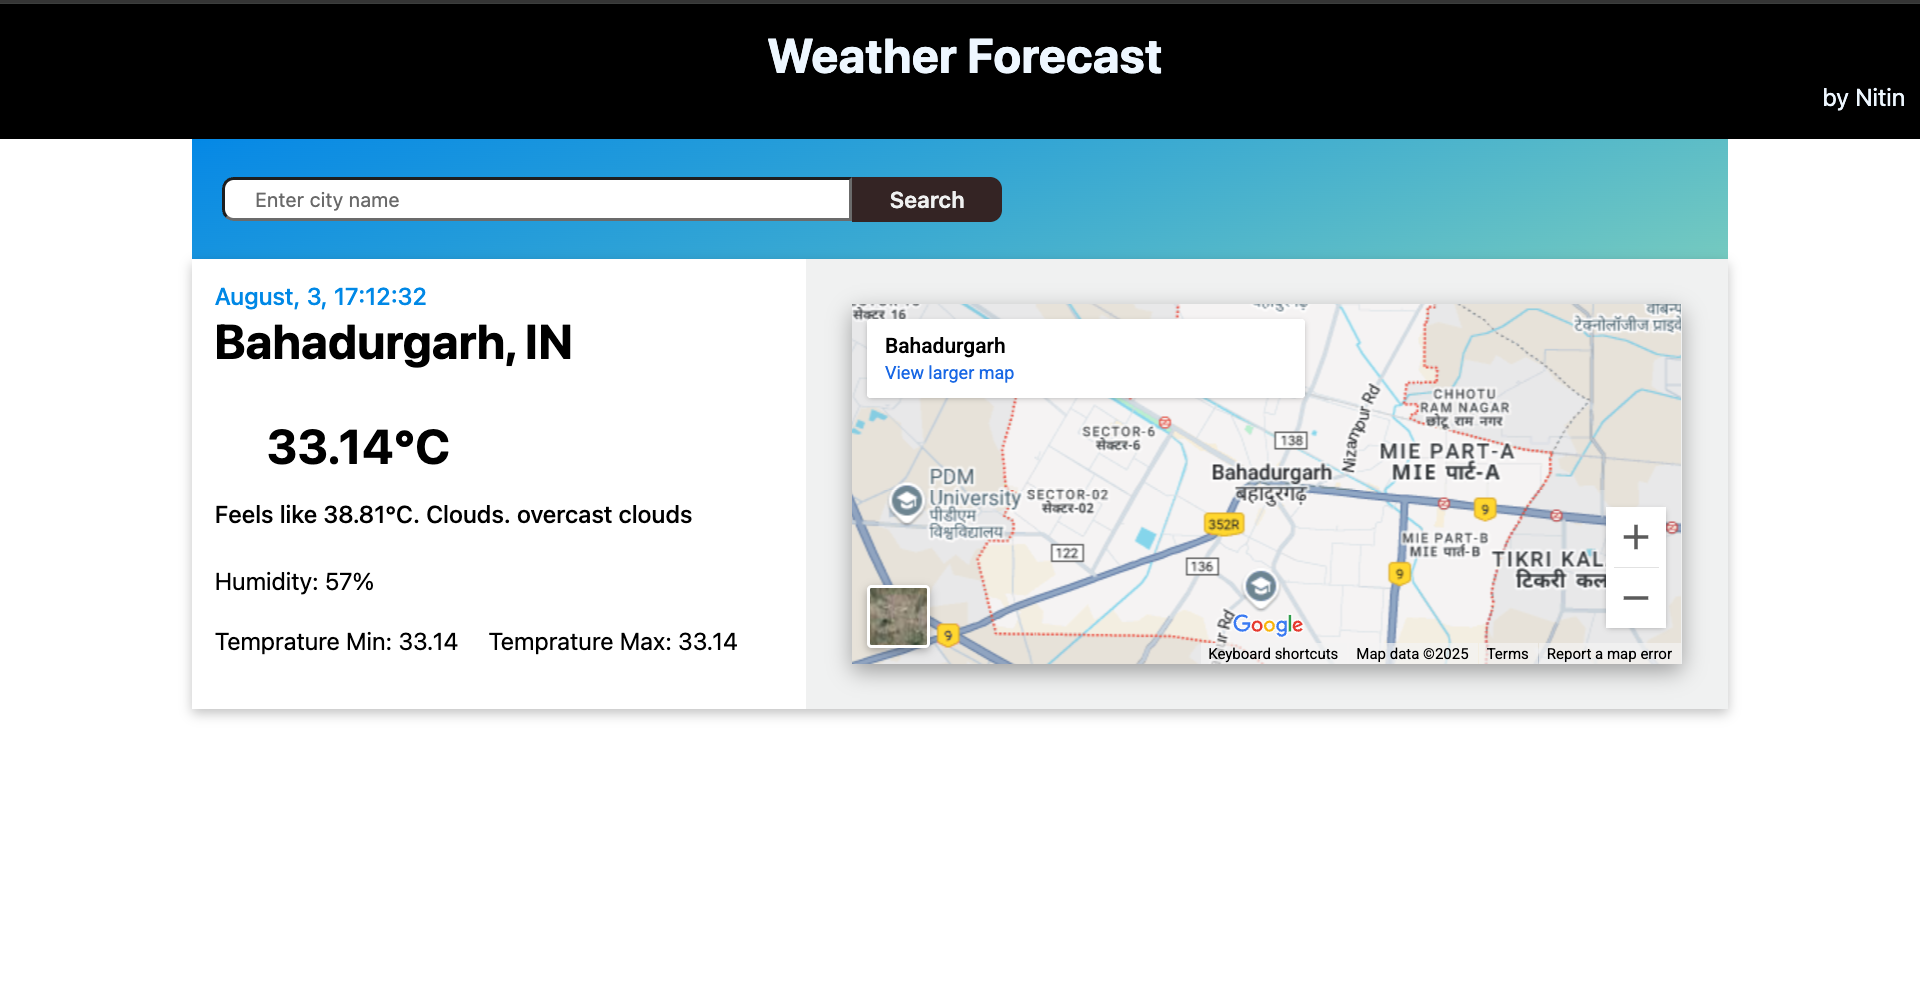 Weather Forecast
by Nitin
Enter city name
Search
August, 3, 17:12:32
Bahadurgarh, IN
33.14°C
Feels like 38.81°C. Clouds. overcast clouds
Humidity: 57%
Temprature Min: 33.14 Temprature Max: 33.14
सेक्टर 16
Bahadurgarh
View larger map
टेक्नोलॉजीज
CHHOTU
RAM NAGAR
छोटू राम नगर
Nizampur Rd
SECTOR-6
सेक्टर-6
138
MIE PART-A
MIE पार्ट-A
Bahadurgarh
बहादुरगढ़
PDM
University
पीडीएम
विश्वविद्यालय
SECTOR-02
सेक्टर-02
9
352R
122
136
MIE PART-B
MIE पार्त-B
TIKRI KAL
टिकरी कल
9
9
ur Rd
Google
Keyboard shortcuts Map data ©2025 Terms Report a map error